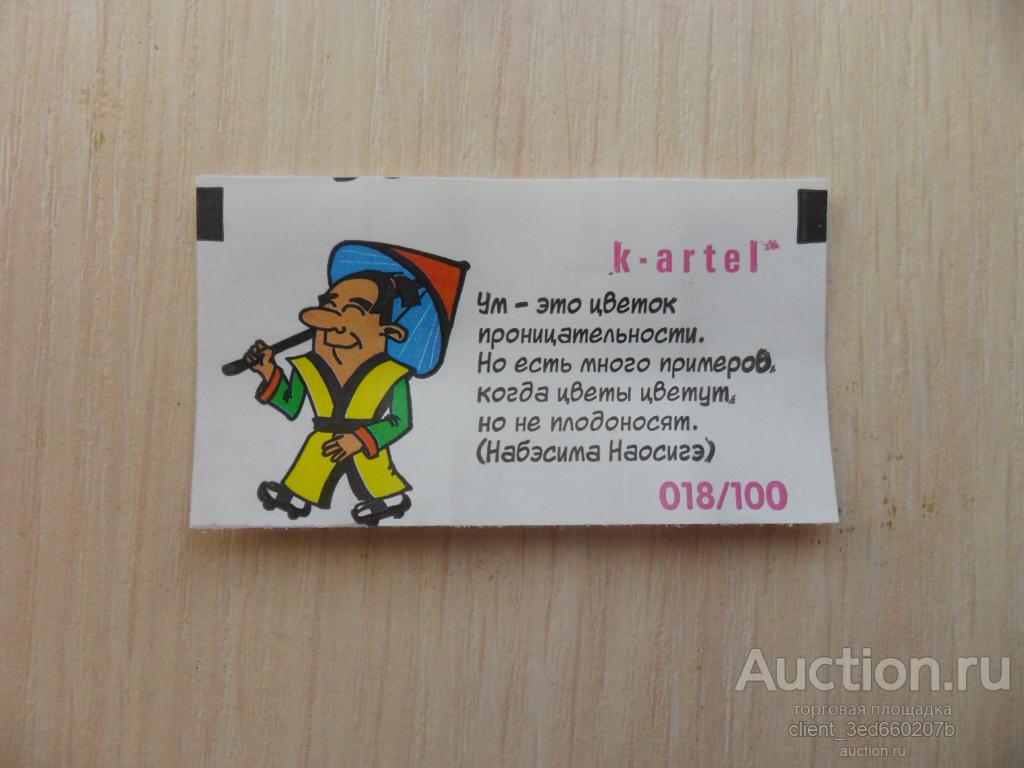 k-artel™
Ум – это цветок
проницательности.
Но есть много примеров,
когда цветы цветут,
но не плодоносят.
(Набэсима Наосигэ)
018/100
Auction.ru
торговая площадка
client_3ed660207b
auction.ru